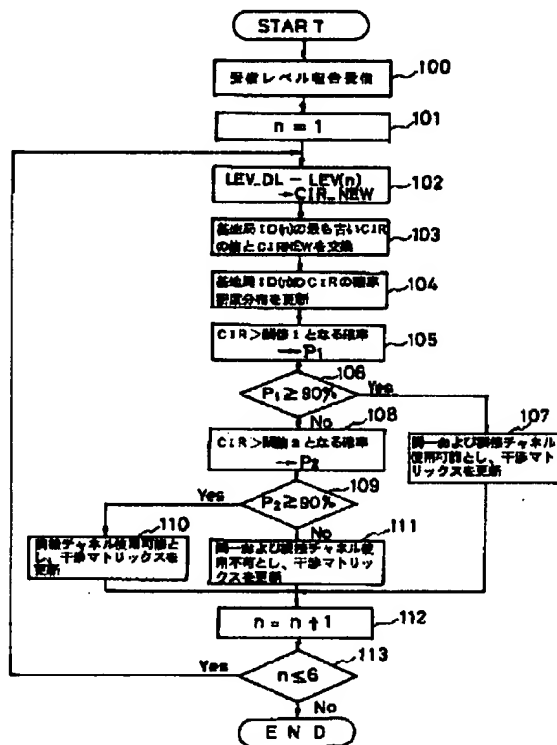 START
受信レベル報告受信
100
n = 1
101
LEV_DL − LEV(n)
→CIR_NEW
102
基地局ID(n)の最も古いCIR
の値とCIRNEWを交換
103
基地局ID(n)のCIRの確率
密度分布を更新
104
CIR>閾値1となる確率
→P1
105
106
P1≧90%
Yes
No
107
同一および隣接チャネル
使用可能とし、干渉マト
リックスを更新
108
CIR>閾値2となる確率
→P2
109
P2≧90%
Yes
No
110
隣接チャネル使用可能と
し、干渉マトリックスを
更新
111
同一および隣接チャネル使
用不可とし、干渉マトリッ
クスを更新
n = n + 1
112
113
n≦6
Yes
No
END